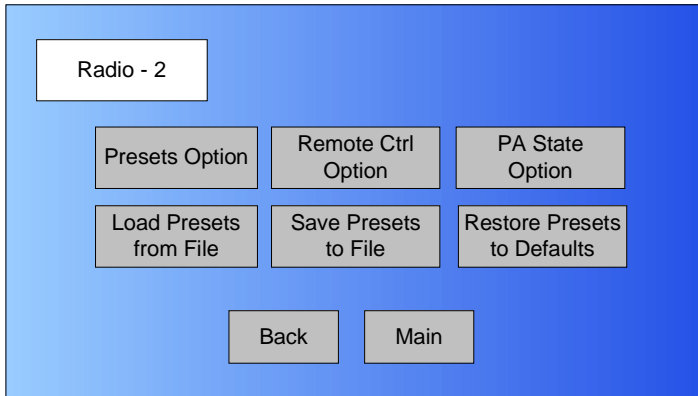 Radio - 2
Presets Option
Remote Ctrl
Option
PA State
Option
Load Presets
from File
Save Presets
to File
Restore Presets
to Defaults
Back
Main